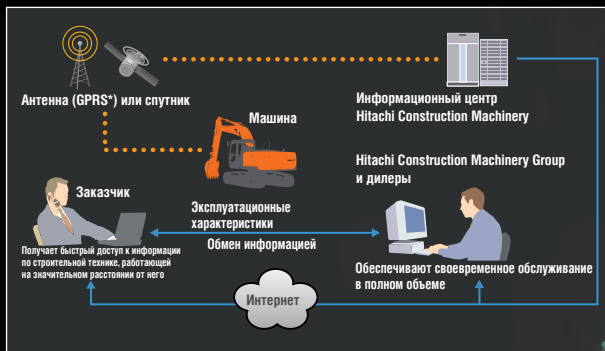 Антенна (GPRS*) или спутник
Информационный центр
Hitachi Construction Machinery
Машина
Hitachi Construction Machinery Group
и дилеры
Заказчик
Эксплуатационные
характеристики
Обмен информацией
Получает быстрый доступ к информации
по строительной технике, работающей
на значительном расстоянии от него
Обеспечивают своевременное обслуживание
в полном объеме
Интернет